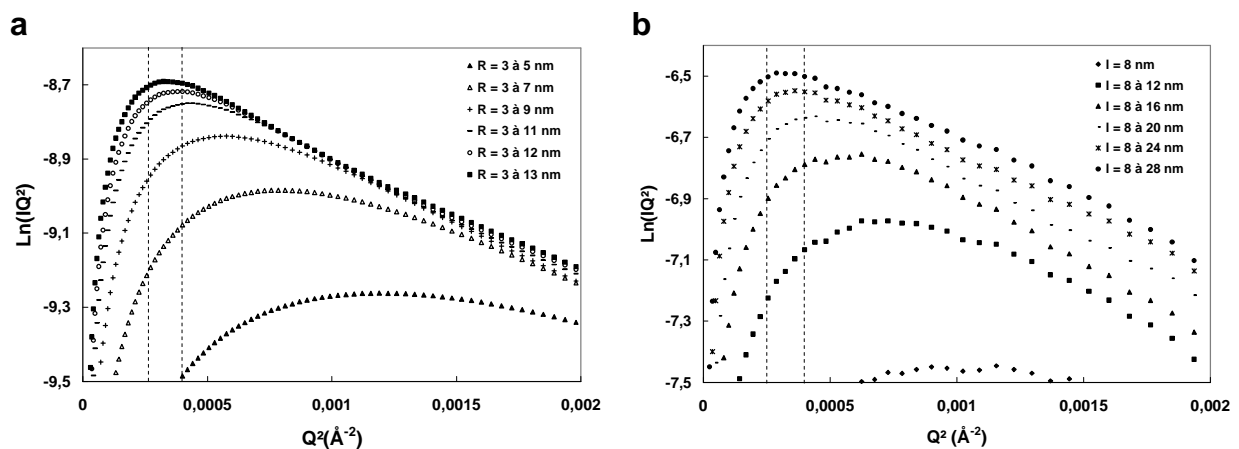 a
-8,7
-8,9
-9,1
-9,3
-9,5
Ln(IQ²)
0
0,0005
0,001
0,0015
0,002
Q²(Å⁻²)
R = 3 à 5 nm
R = 3 à 7 nm
R = 3 à 9 nm
R = 3 à 11 nm
R = 3 à 12 nm
R = 3 à 13 nm
b
-6,5
-6,7
-6,9
-7,1
-7,3
-7,5
Ln(IQ²)
0
0,0005
0,001
0,0015
0,002
Q² (Å⁻²)
l = 8 nm
l = 8 à 12 nm
l = 8 à 16 nm
l = 8 à 20 nm
l = 8 à 24 nm
l = 8 à 28 nm